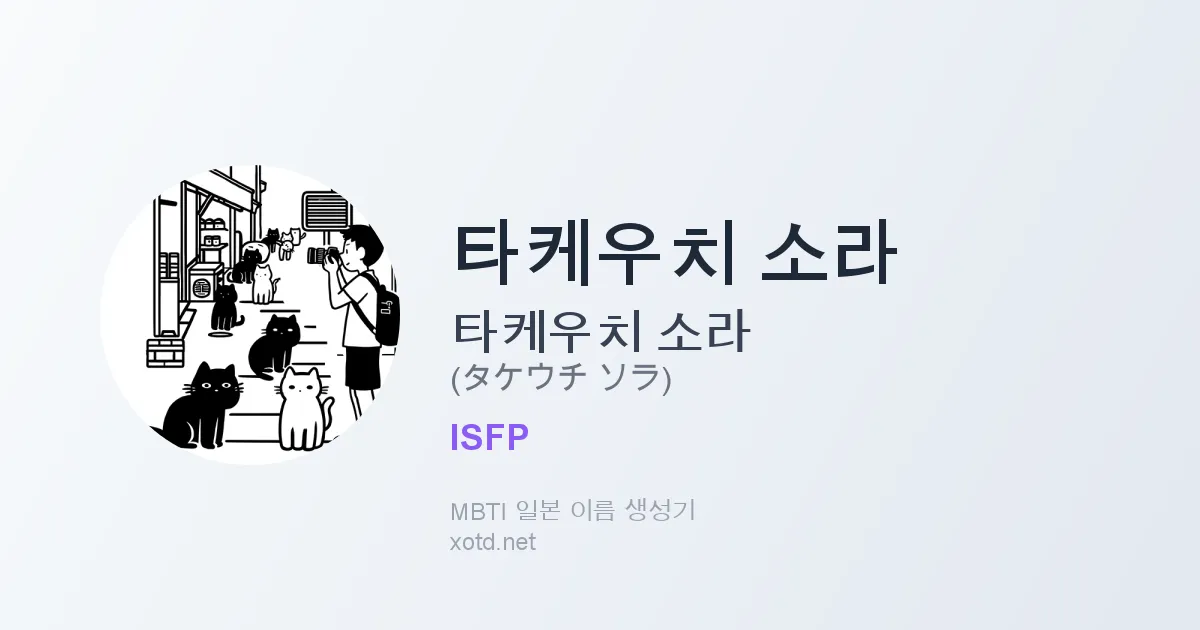 타케우치 소라
타케우치 소라
(タケウチ ソラ)
ISFP
MBTI 일본 이름 생성기
xotd.net